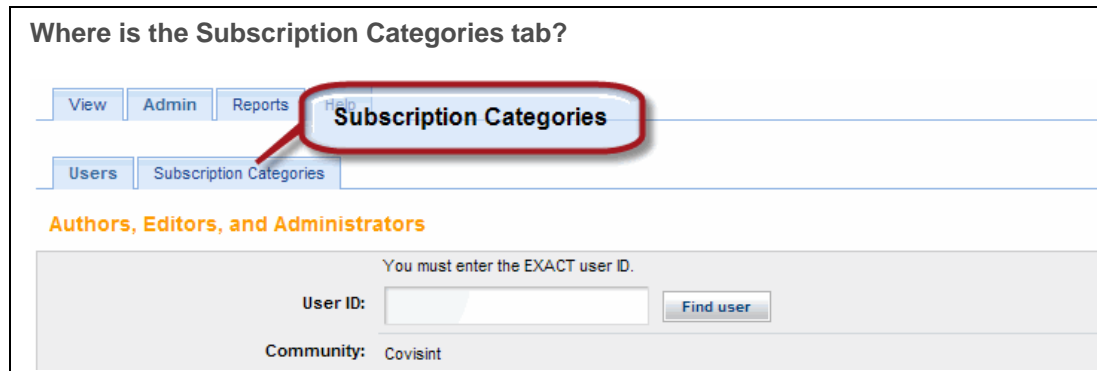 Where is the Subscription Categories tab?
View Admin Reports Help
Subscription Categories
Users Subscription Categories
Authors, Editors, and Administrators
You must enter the EXACT user ID.
User ID: Find user
Community: Covisint